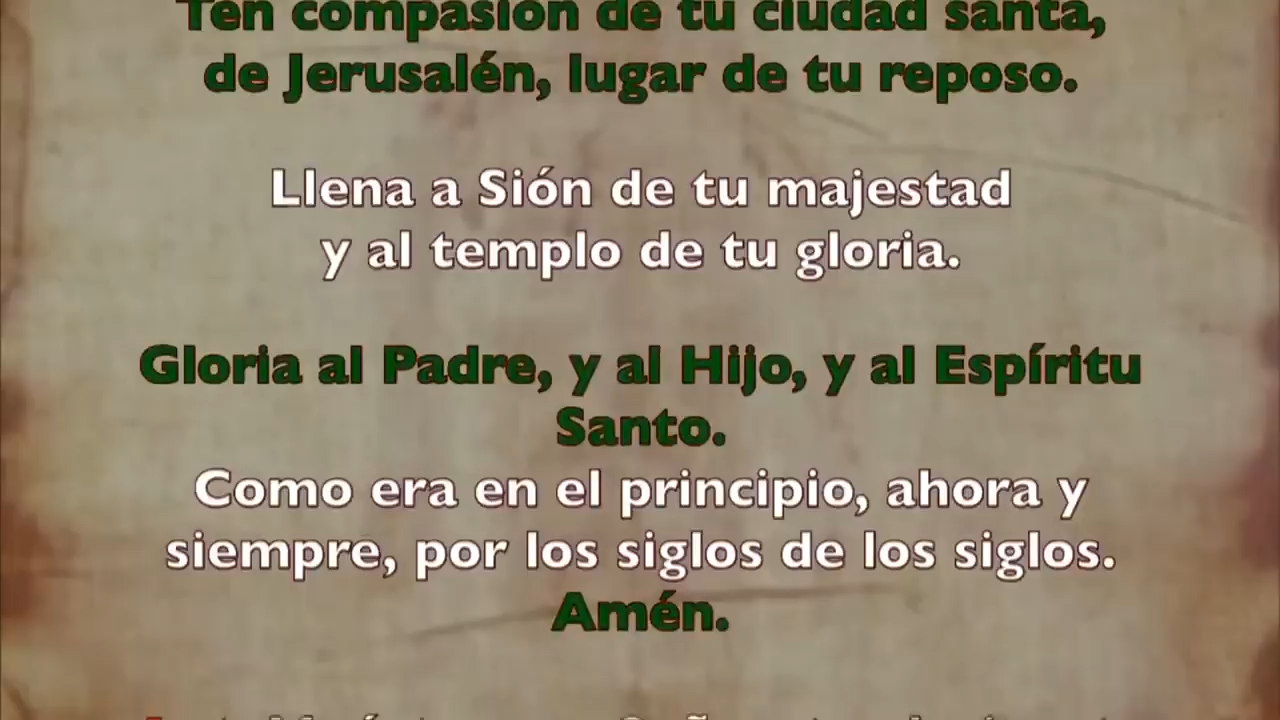 Ten compasión de tu ciudad santa,
de Jerusalén, lugar de tu reposo.
Llena a Sión de tu majestad
y al templo de tu gloria.
Gloria al Padre, y al Hijo, y al Espíritu
Santo.
Como era en el principio, ahora y
siempre, por los siglos de los siglos.
Amén.